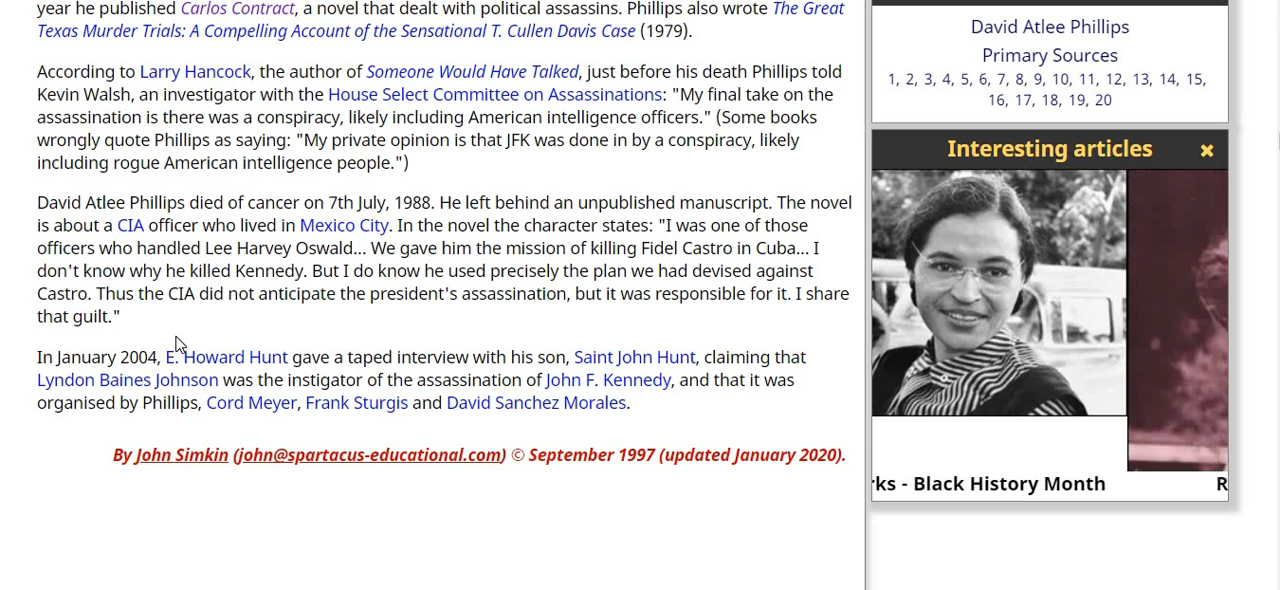 year he published Carlos Contract, a novel that dealt with political assassins. Phillips also wrote The Great
Texas Murder Trials: A Compelling Account of the Sensational T. Cullen Davis Case (1979).
According to Larry Hancock, the author of Someone Would Have Talked, just before his death Phillips told
Kevin Walsh, an investigator with the House Select Committee on Assassinations: "My final take on the
assassination is there was a conspiracy, likely including American intelligence officers." (Some books
wrongly quote Phillips as saying: "My private opinion is that JFK was done in by a conspiracy, likely
including rogue American intelligence people.")
David Atlee Phillips died of cancer on 7th July, 1988. He left behind an unpublished manuscript. The novel
is about a CIA officer who lived in Mexico City. In the novel the character states: "I was one of those
officers who handled Lee Harvey Oswald... We gave him the mission of killing Fidel Castro in Cuba... I
don't know why he killed Kennedy. But I do know he used precisely the plan we had devised against
Castro. Thus the CIA did not anticipate the president's assassination, but it was responsible for it. I share
that guilt."
In January 2004, E. Howard Hunt gave a taped interview with his son, Saint John Hunt, claiming that
Lyndon Baines Johnson was the instigator of the assassination of John F. Kennedy, and that it was
organised by Phillips, Cord Meyer, Frank Sturgis and David Sanchez Morales.
By John Simkin (john@spartacus-educational.com) © September 1997 (updated January 2020).
David Atlee Phillips
Primary Sources
1, 2, 3, 4, 5, 6, 7, 8, 9, 10, 11, 12, 13, 14, 15,
16, 17, 18, 19, 20
Interesting articles
rks - Black History Month
R